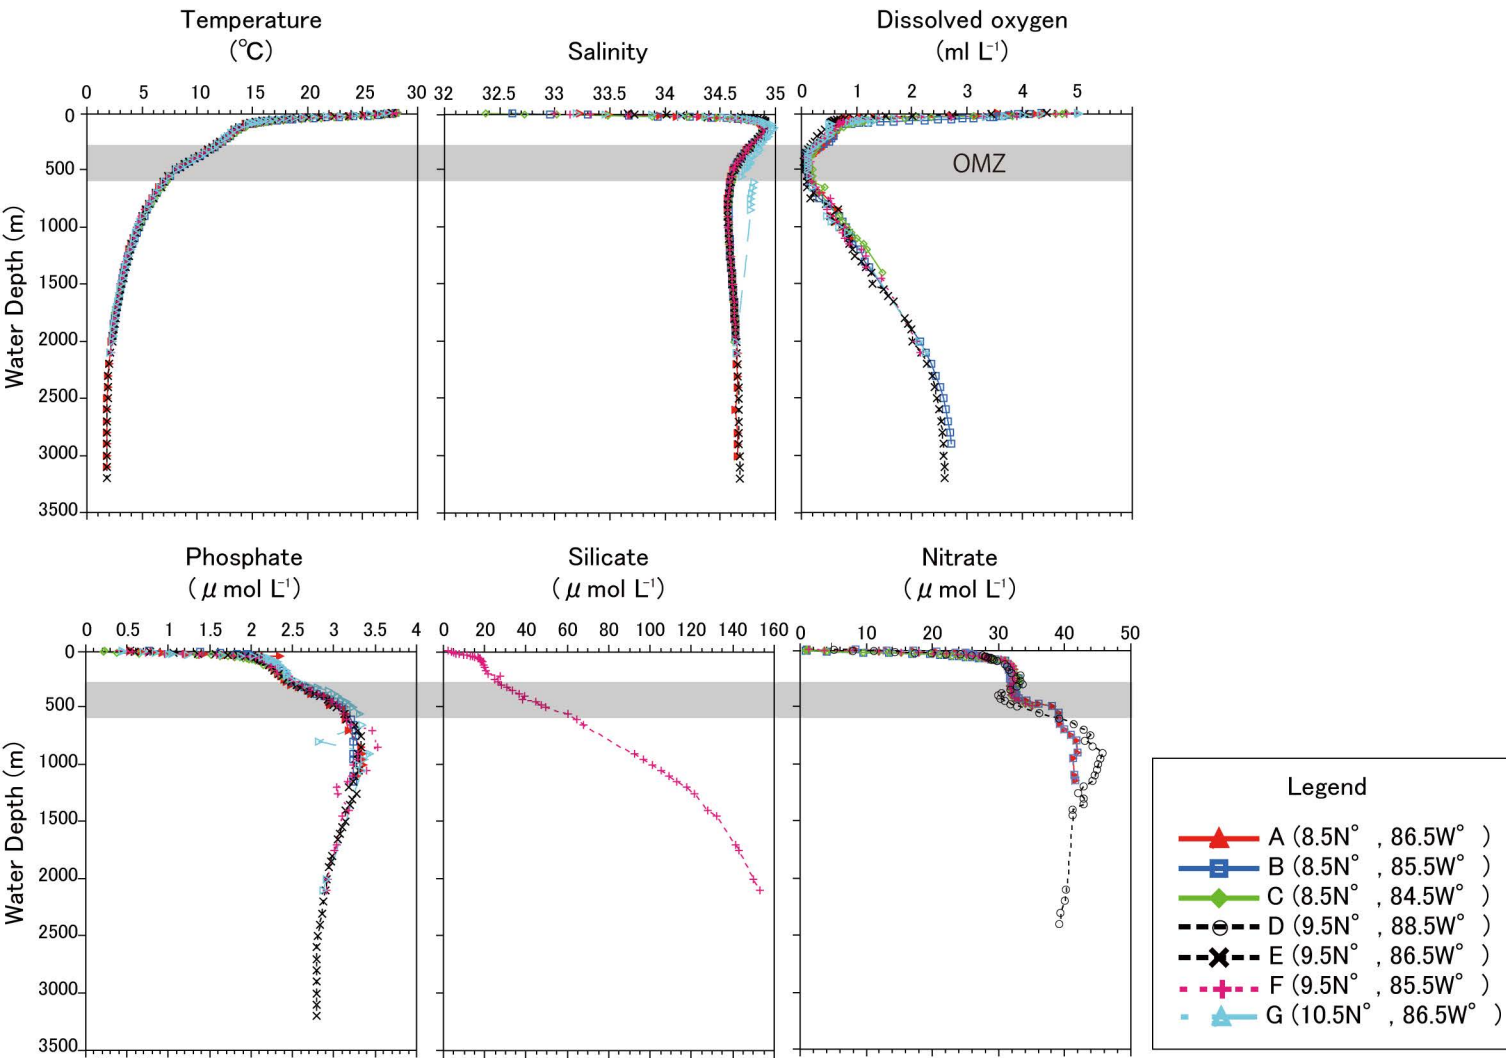 Temperature
(℃)
Salinity
Dissolved oxygen
(ml L⁻¹)
0 5 10 15 20 25 30
32 32.5 33 33.5 34 34.5 35
0 1 2 3 4 5
Water Depth (m)
0
500
1000
1500
2000
2500
3000
3500
OMZ
Phosphate
(μ mol L⁻¹)
Silicate
(μ mol L⁻¹)
Nitrate
(μ mol L⁻¹)
0 0.5 1 1.5 2 2.5 3 3.5 4
0 20 40 60 80 100 120 140 160
0 10 20 30 40 50
Water Depth (m)
0
500
1000
1500
2000
2500
3000
3500
Legend
A (8.5N° , 86.5W° )
B (8.5N° , 85.5W° )
C (8.5N° , 84.5W° )
D (9.5N° , 88.5W° )
E (9.5N° , 86.5W° )
F (9.5N° , 85.5W° )
G (10.5N° , 86.5W° )